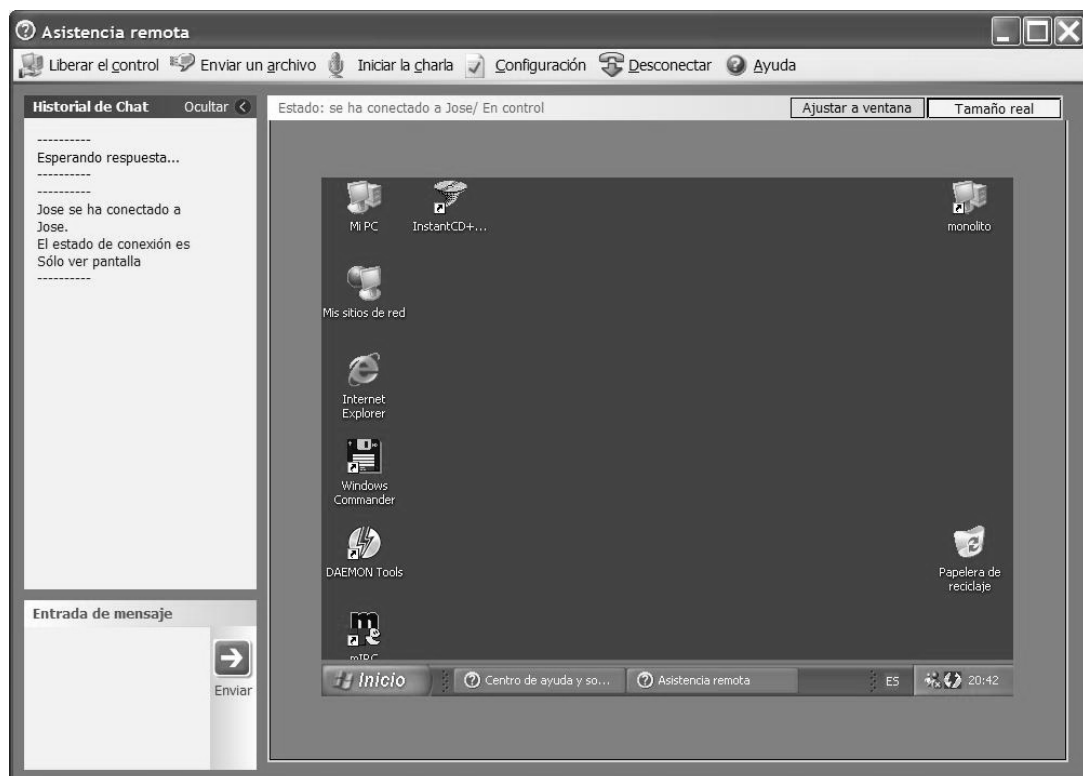 Asistencia remota
Liberar el control Enviar un archivo Iniciar la charla Configuración Desconectar Ayuda
Historial de Chat Ocultar
----------
Esperando respuesta...
----------
----------
Jose se ha conectado a
Jose.
El estado de conexión es
Sólo ver pantalla
----------
Entrada de mensaje
Enviar
Estado: se ha conectado a Jose/ En control Ajustar a ventana Tamaño real
Mi PC InstantCD+... monolito
Mis sitios de red
Internet
Explorer
Windows
Commander
DAEMON Tools
Papelera de
reciclaje
mIRC
Inicio Centro de ayuda y so... Asistencia remota ES 20:42